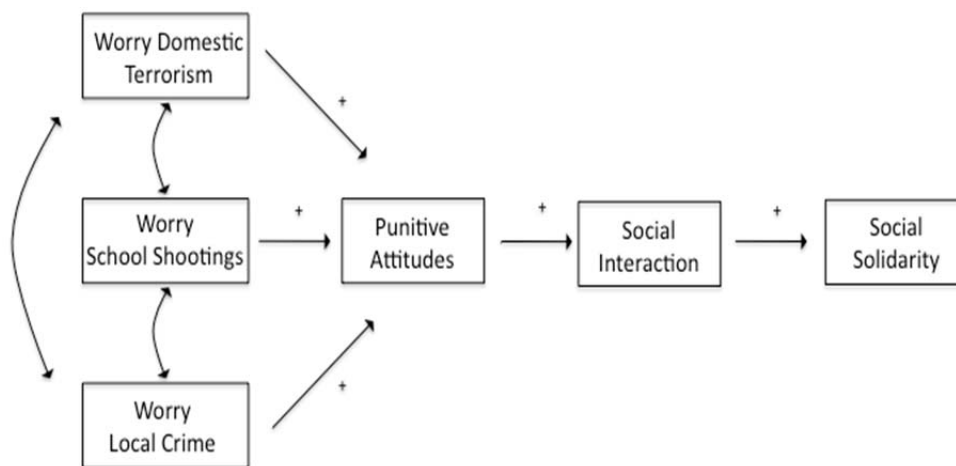 Worry Domestic
Terrorism
+
Worry
School Shootings
+
Punitive
Attitudes
+
Social
Interaction
+
Social
Solidarity
+
Worry
Local Crime